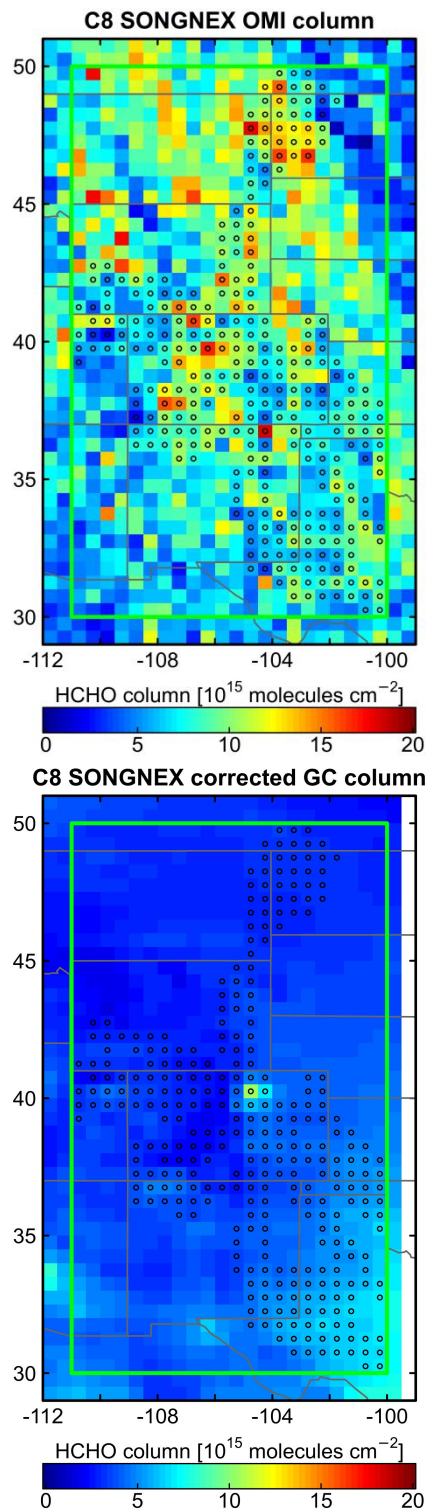 C8 SONGNEX OMI column
50
45
40
35
30
-112 -108 -104 -100
HCHO column [10^15 molecules cm^-2]
0 5 10 15 20
C8 SONGNEX corrected GC column
50
45
40
35
30
-112 -108 -104 -100
HCHO column [10^15 molecules cm^-2]
0 5 10 15 20